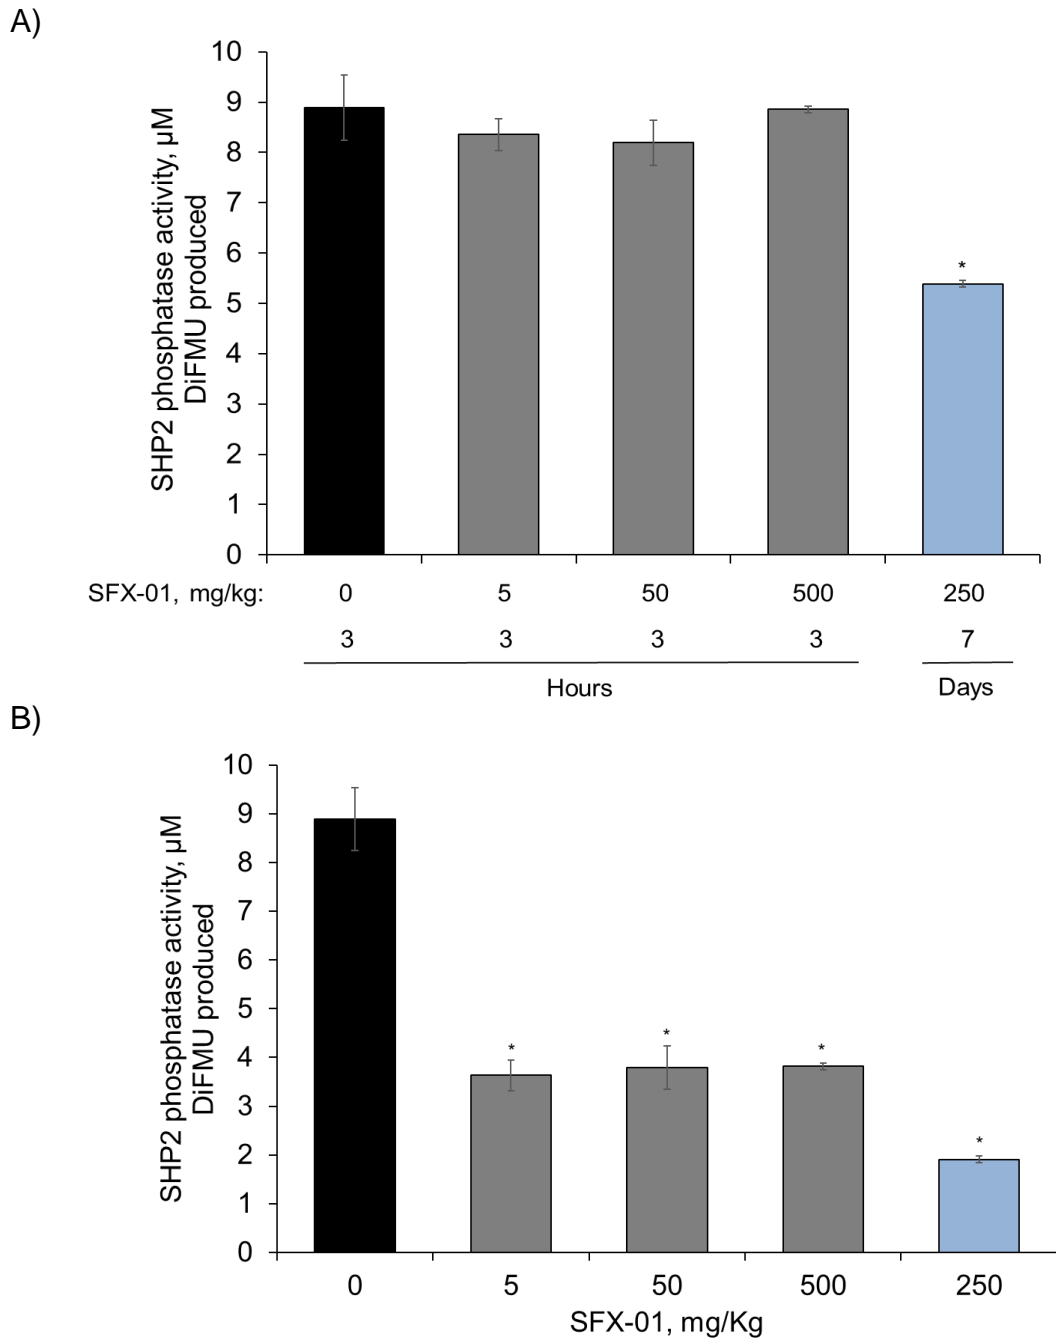 A)
SHP2 phosphatase activity, µM
DiFMU produced
10
9
8
7
6
5
4
3
2
1
0
*
SFX-01, mg/kg: 0 5 50 500 250
3 3 3 3 7
Hours Days
B)
SHP2 phosphatase activity, µM
DiFMU produced
10
9
8
7
6
5
4
3
2
1
0
* * * *
0 5 50 500 250
SFX-01, mg/Kg